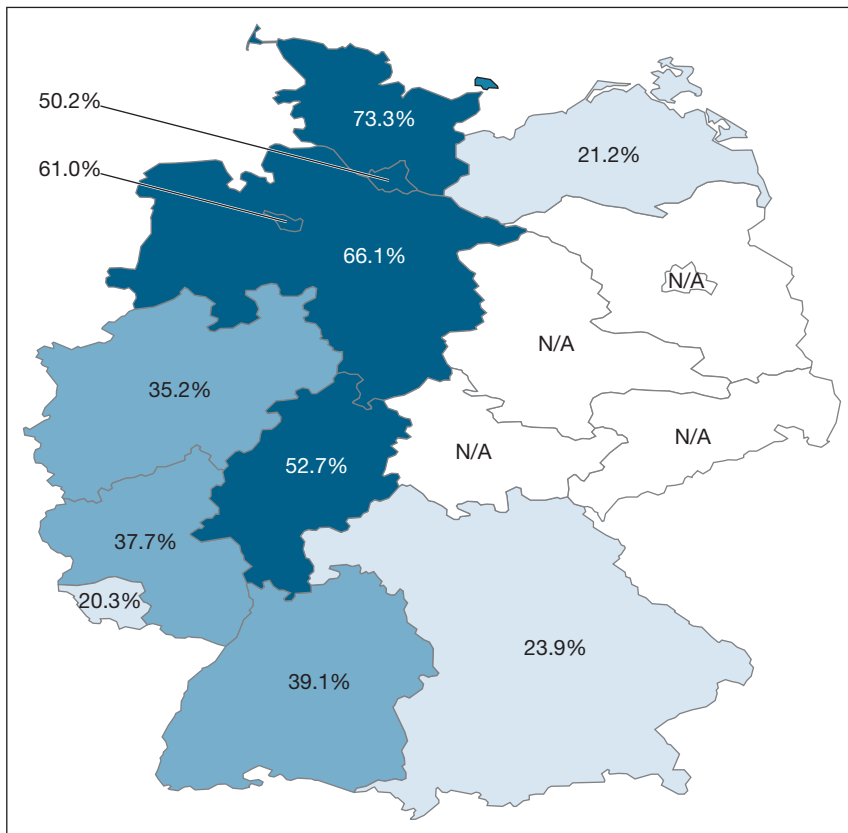 50.2%
73.3%
21.2%
61.0%
66.1%
N/A
N/A
35.2%
N/A
52.7%
N/A
37.7%
20.3%
23.9%
39.1%